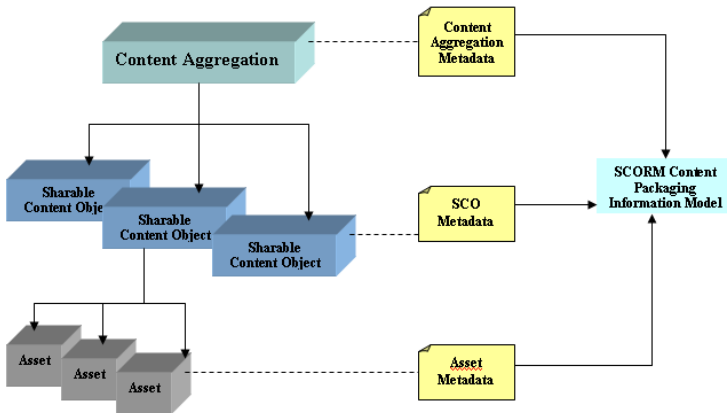 Content Aggregation
Content
Aggregation
Metadata
SCORM Content
Packaging
Information Model
Sharable
Content Object
Sharable
Content Object
Sharable
Content Object
SCO
Metadata
Asset
Asset
Asset
Asset
Metadata